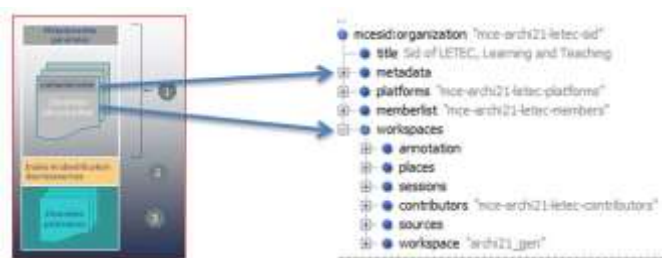 mcesid:organization "mce-archi21-letec-sid"
title Sid of LETEC, Learning and Teaching
metadata
platforms "mce-archi21-letec-platforms"
memberlist "mce-archi21-letec-members"
workspaces
annotation
places
sessions
contributors "mce-archi21-letec-contributors"
sources
workspace "archi21_gen"
1
2
3